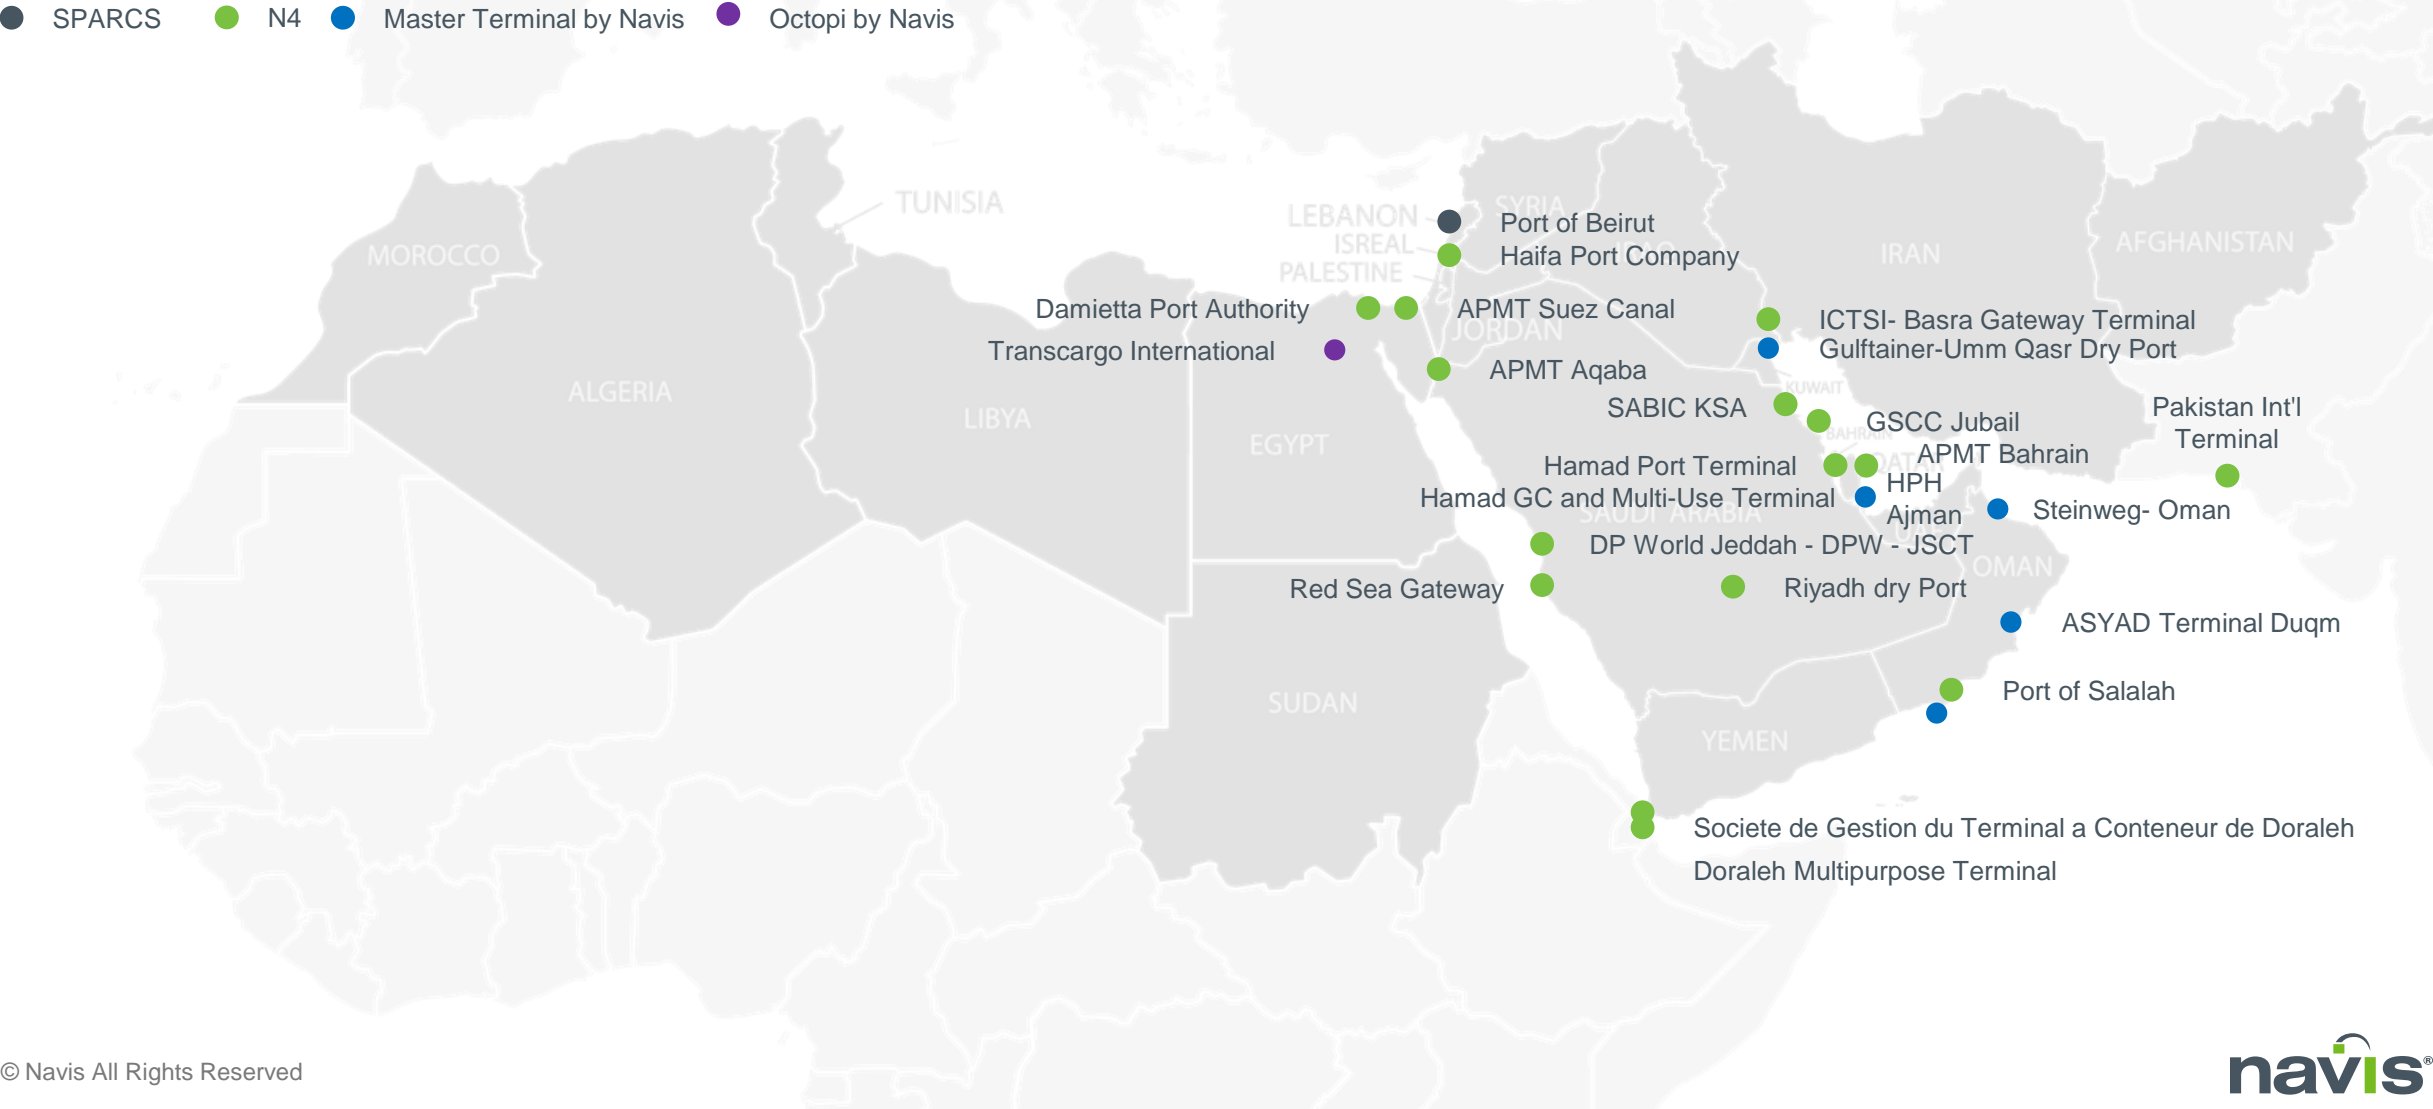 SPARCS N4 Master Terminal by Navis Octopi by Navis
TUNISIA
LEBANON
SYRIA
Port of Beirut
ISREAL
IRAQ
Haifa Port Company
MOROCCO
IRAN
AFGHANISTAN
PALESTINE
Damietta Port Authority
APMT Suez Canal
JORDAN
ICTSI- Basra Gateway Terminal
Transcargo International
Gulftainer-Umm Qasr Dry Port
APMT Aqaba
KUWAIT
ALGERIA
LIBYA
EGYPT
SABIC KSA
GSCC Jubail
BAHRAIN
Pakistan Int'l
Terminal
Hamad Port Terminal
QATAR
APMT Bahrain
Hamad GC and Multi-Use Terminal
HPH
Ajman
Steinweg- Oman
SAUDI ARABIA
UAE
DP World Jeddah - DPW - JSCT
OMAN
Red Sea Gateway
Riyadh dry Port
ASYAD Terminal Duqm
SUDAN
Port of Salalah
YEMEN
Societe de Gestion du Terminal a Conteneur de Doraleh
Doraleh Multipurpose Terminal
© Navis All Rights Reserved
navis®